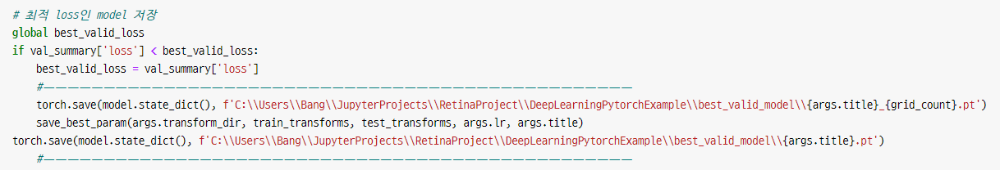 # 최적 loss인 model 저장
global best_valid_loss
if val_summary['loss'] < best_valid_loss:
    best_valid_loss = val_summary['loss']
    #—————————————————————————————————————————————————
    torch.save(model.state_dict(), f'C:\\Users\\Bang\\JupyterProjects\\RetinaProject\\DeepLearningPytorchExample\\best_valid_model\\{args.title}_{grid_count}.pt')
    save_best_param(args.transform_dir, train_transforms, test_transforms, args.lr, args.title)
torch.save(model.state_dict(), f'C:\\Users\\Bang\\JupyterProjects\\RetinaProject\\DeepLearningPytorchExample\\best_valid_model\\{args.title}.pt')
    #—————————————————————————————————————————————————